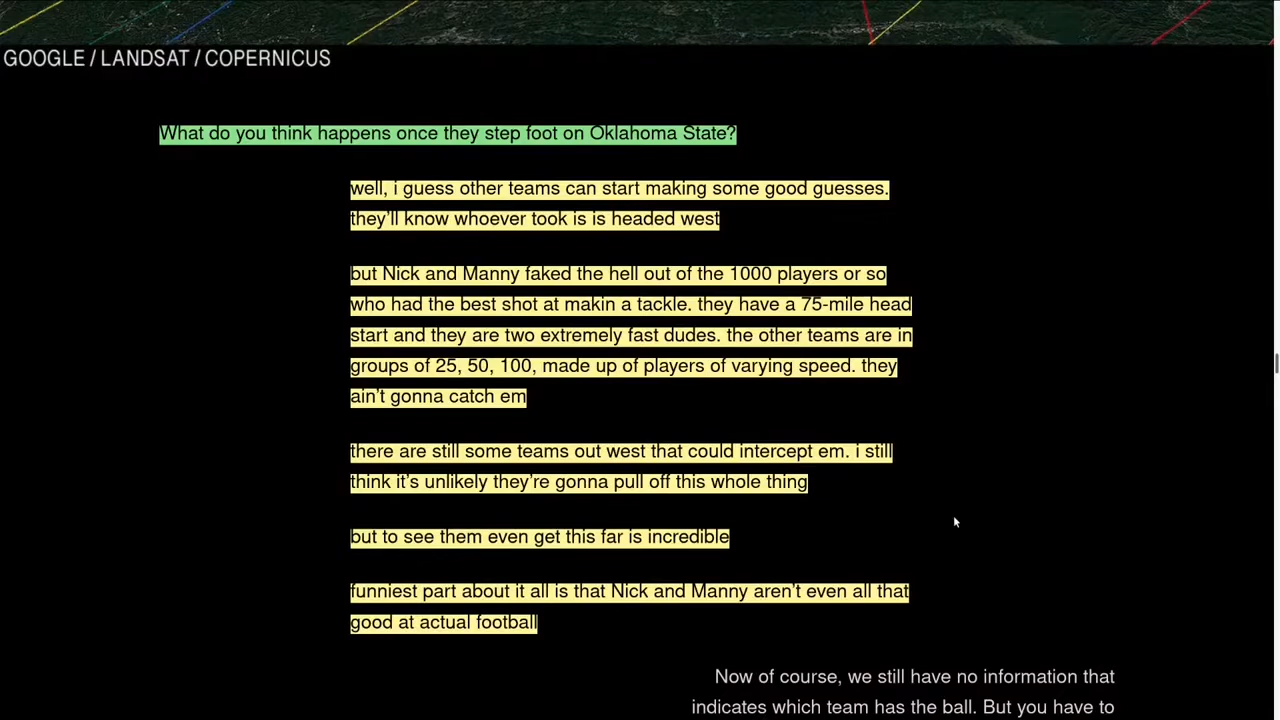 GOOGLE / LANDSAT / COPERNICUS
What do you think happens once they step foot on Oklahoma State?
well, i guess other teams can start making some good guesses.
they'll know whoever took is is headed west
but Nick and Manny faked the hell out of the 1000 players or so
who had the best shot at makin a tackle. they have a 75-mile head
start and they are two extremely fast dudes. the other teams are in
groups of 25, 50, 100, made up of players of varying speed. they
ain't gonna catch em
there are still some teams out west that could intercept em. i still
think it's unlikely they're gonna pull off this whole thing
but to see them even get this far is incredible
funniest part about it all is that Nick and Manny aren't even all that
good at actual football
Now of course, we still have no information that
indicates which team has the ball. But you have to